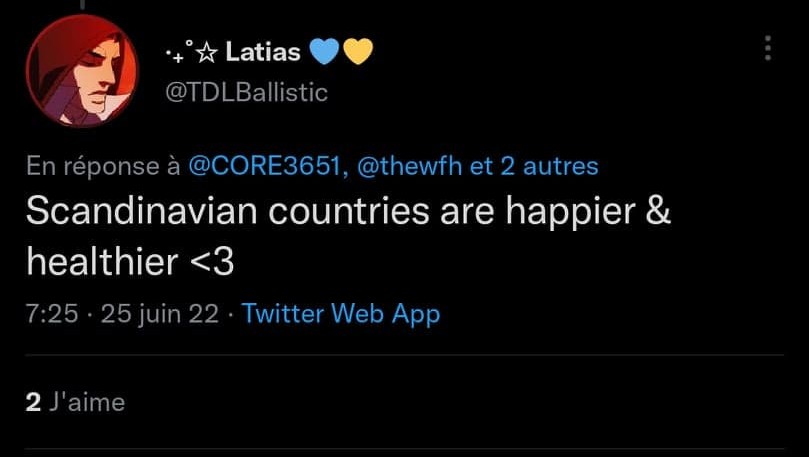 ‧₊˚☆ Latias 💙💛
@TDLBallistic
En réponse à @CORE3651, @thewfh et 2 autres
Scandinavian countries are happier &
healthier <3
7:25 · 25 juin 22 · Twitter Web App
2 J'aime